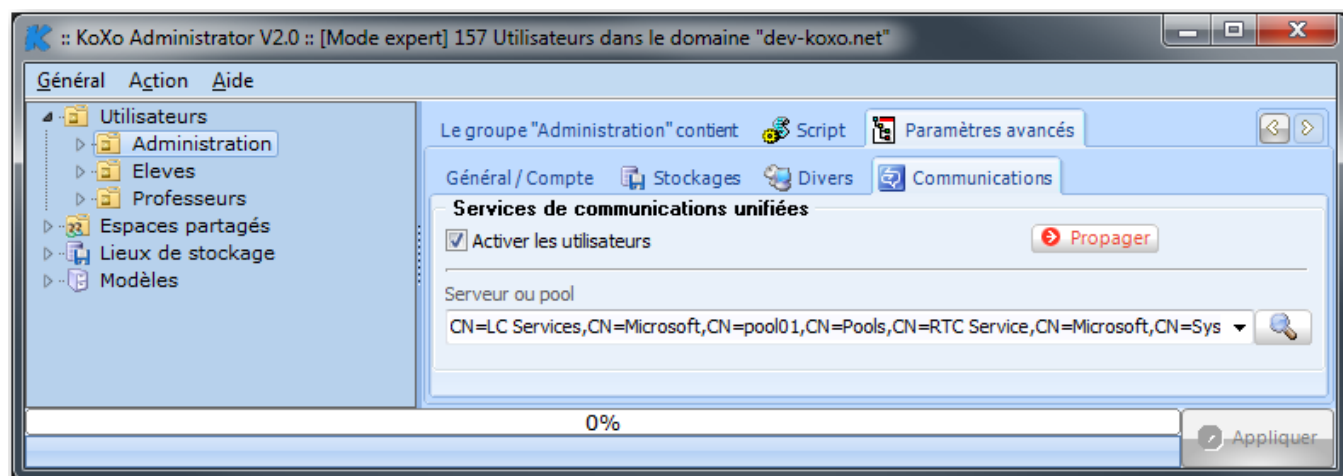 :: KoXo Administrator V2.0 :: [Mode expert] 157 Utilisateurs dans le domaine "dev-koxo.net"
Général Action Aide
Utilisateurs
Administration
Eleves
Professeurs
Espaces partagés
Lieux de stockage
Modèles
Le groupe "Administration" contient Script Paramètres avancés
Général / Compte Stockages Divers Communications
Services de communications unifiées
Activer les utilisateurs Propager
Serveur ou pool
CN=LC Services,CN=Microsoft,CN=pool01,CN=Pools,CN=RTC Service,CN=Microsoft,CN=Sys
0%
Appliquer